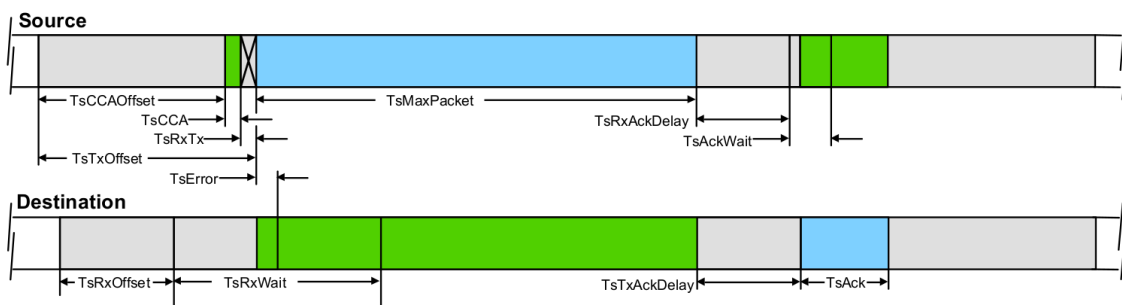 Source
TsCCAOffset
TsMaxPacket
TsCCA
TsRxAckDelay
TsRxTx
TsAckWait
TsTxOffset
TsError
Destination
TsRxOffset
TsRxWait
TsTxAckDelay
TsAck